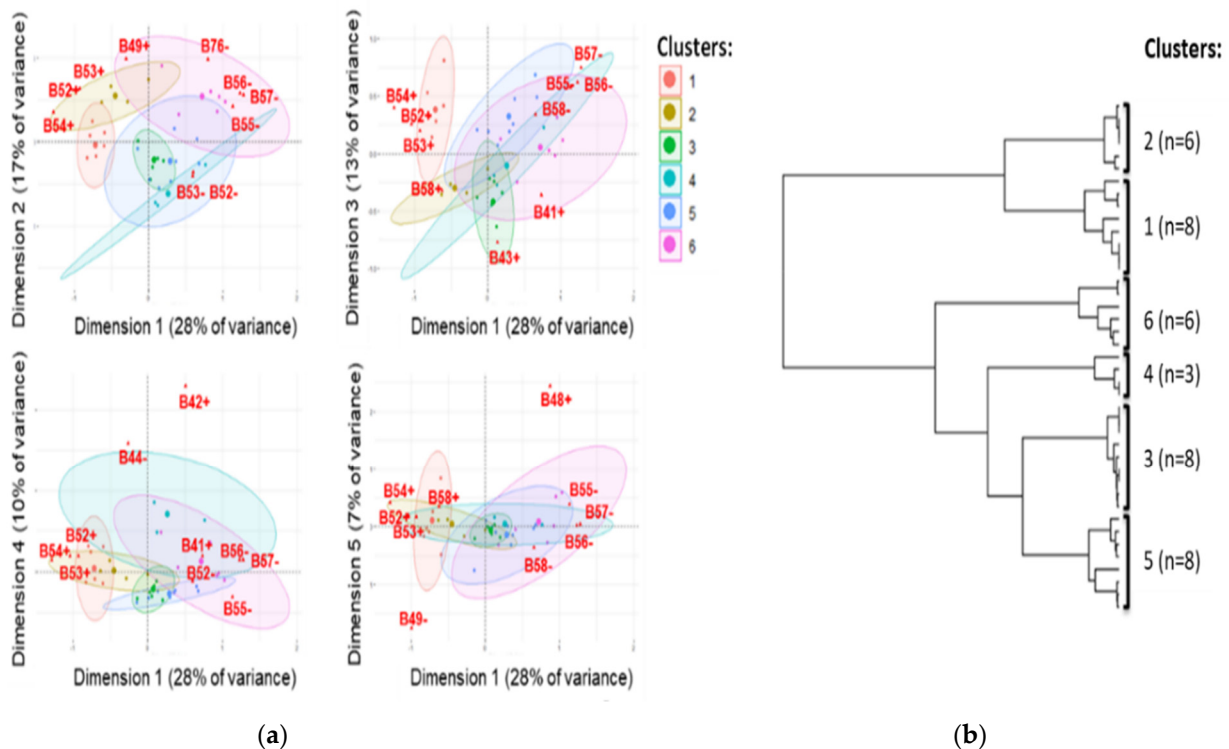 Dimension 2 (17% of variance)
B49+
B76-
B53+
B52+
B56-
B57-
B54+
B55-
B53- B52-
Dimension 1 (28% of variance)
Dimension 3 (13% of variance)
B57-
B55-
B56-
B54+
B58-
B52+
B53+
B58+
B41+
B43+
Dimension 1 (28% of variance)
Clusters:
1
2
3
4
5
6
Dimension 4 (10% of variance)
B42+
B44-
B52+
B54+
B41+
B56-
B57-
B53+
B52-
B55-
Dimension 1 (28% of variance)
Dimension 5 (7% of variance)
B48+
B54+
B58+
B55-
B52+
B57-
B53+
B56-
B58-
B49-
Dimension 1 (28% of variance)
(a)
Clusters:
2 (n=6)
1 (n=8)
6 (n=6)
4 (n=3)
3 (n=8)
5 (n=8)
(b)